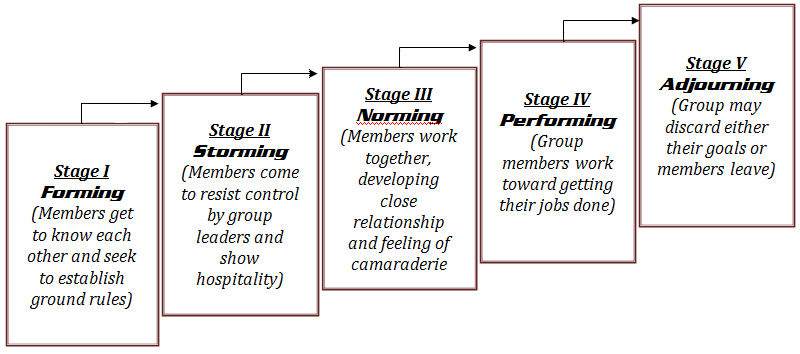 Stage I
Forming
(Members get
to know each
other and seek
to establish
ground rules)
Stage II
Storming
(Members come
to resist control
by group
leaders and
show
hospitality)
Stage III
Norming
(Members work
together,
developing
close
relationship
and feeling of
camaraderie
Stage IV
Performing
(Group
members work
toward getting
their jobs done)
Stage V
Adjourning
(Group may
discard either
their goals or
members leave)